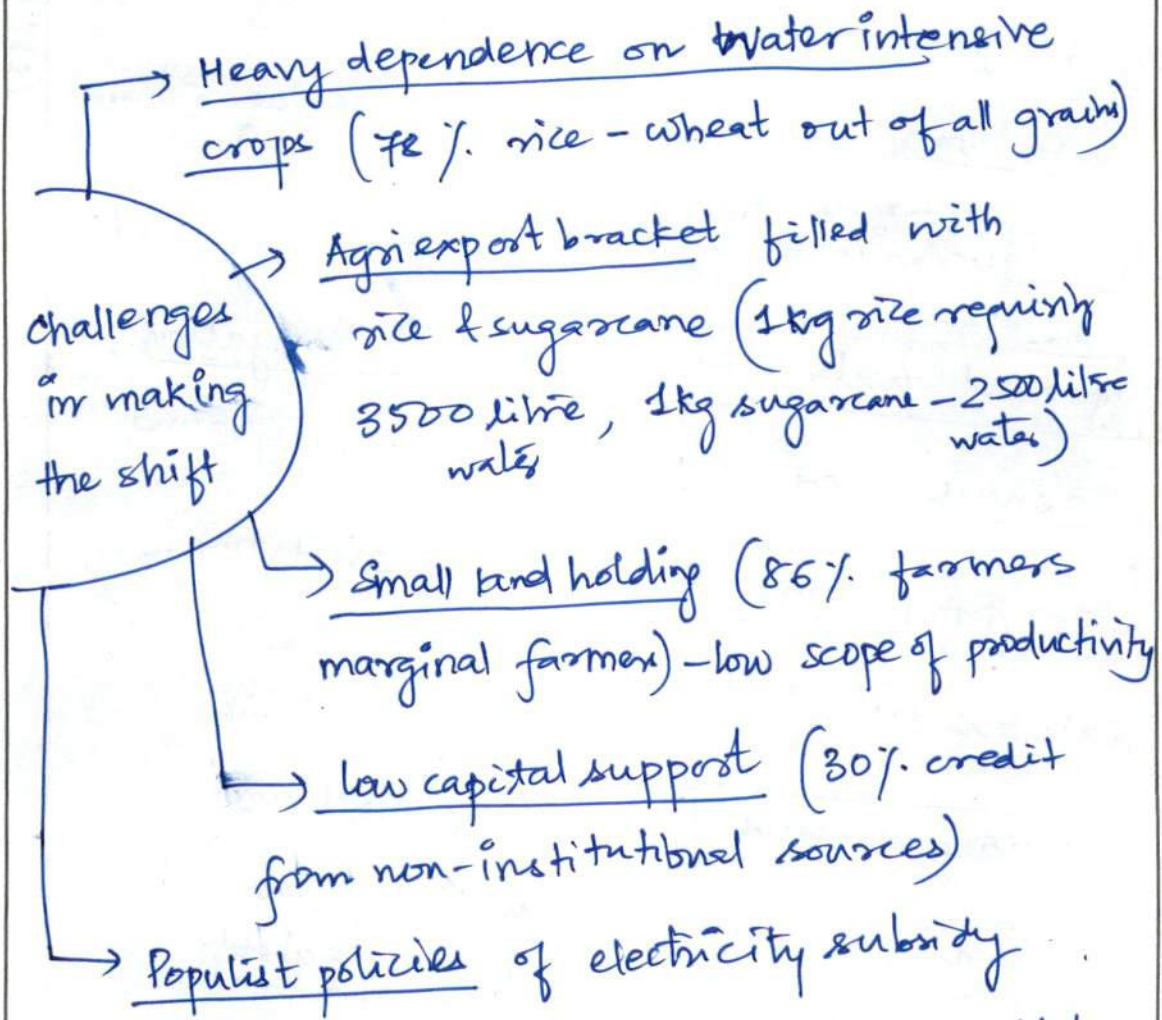 Heavy dependence on Water intensive
crops (78 %. rice - wheat out of all grains)
Agri export bracket filled with
rice & sugarcane (1kg rice requiring
3500 litre, 1kg sugarcane - 2500 litre
water water)
challenges
in making
the shift
Small land holding (86%. farmers
marginal farmer) - low scope of productivity
low capital support (30%. credit
from non-institutional sources)
Populist policies of electricity subsidy